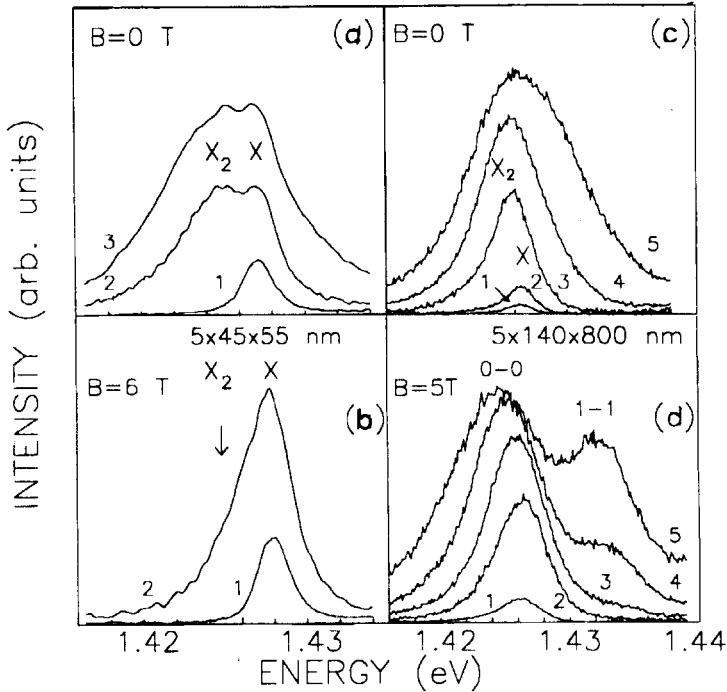 B=0 T (a)
X₂ X
3
2
1
5x45x55 nm
B=6 T
X₂ X
(b)
2
1
B=0 T (c)
X₂
X
1 2 3 4 5
5x140x800 nm
0-0
B=5T (d)
1-1
5
4
3
2
1
1.42 1.43 1.42 1.43 1.44
ENERGY (eV)
INTENSITY (arb. units)